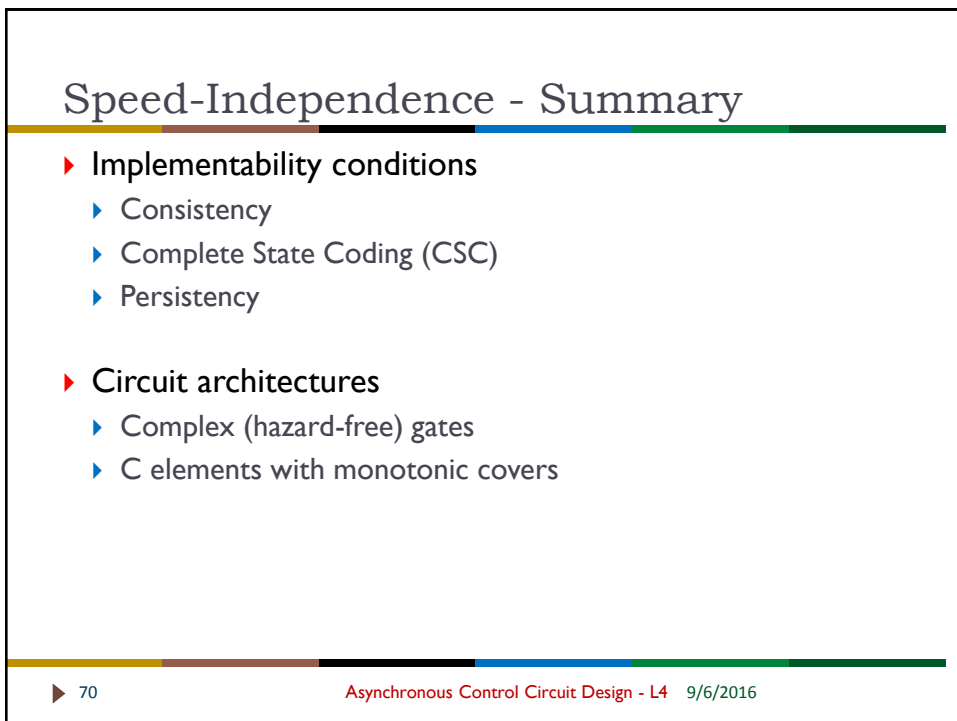 Speed-Independence - Summary
Implementability conditions
Consistency
Complete State Coding (CSC)
Persistency
Circuit architectures
Complex (hazard-free) gates
C elements with monotonic covers
70 Asynchronous Control Circuit Design - L4 9/6/2016